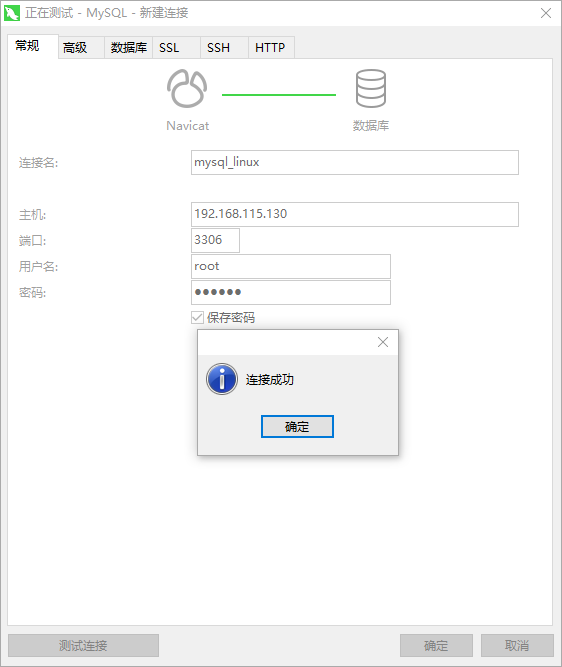 正在测试 - MySQL - 新建连接
常规 高级 数据库 SSL SSH HTTP
Navicat 数据库
连接名: mysql_linux
主机: 192.168.115.130
端口: 3306
用户名: root
密码: ●●●●●●
保存密码
连接成功
确定
测试连接 确定 取消